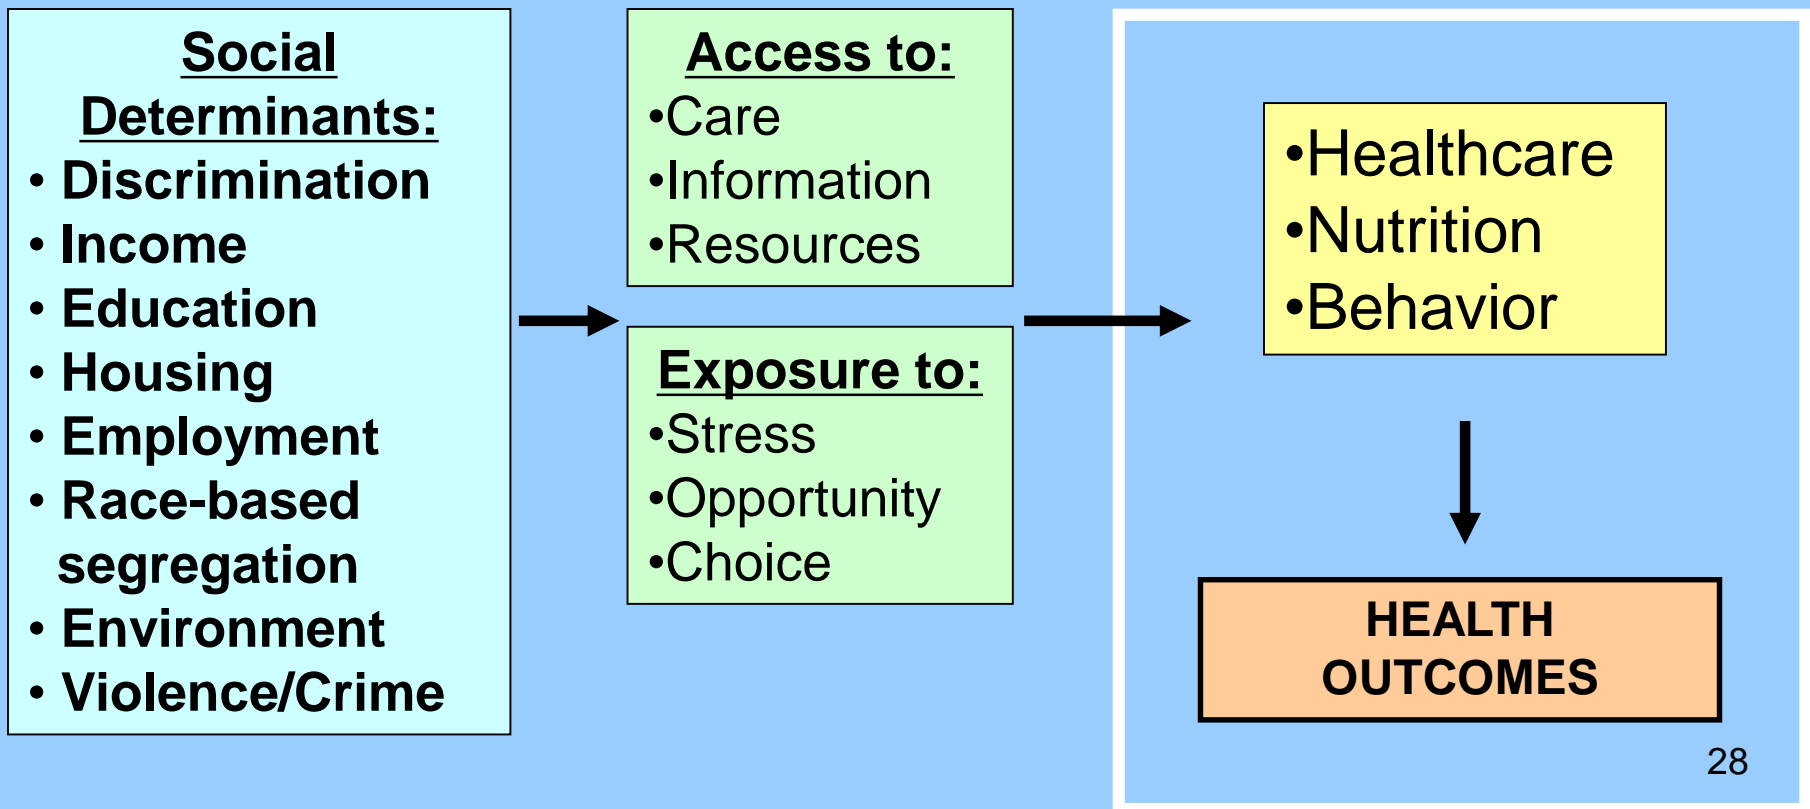 Social
Determinants:
• Discrimination
• Income
• Education
• Housing
• Employment
• Race-based
segregation
• Environment
• Violence/Crime
Access to:
•Care
•Information
•Resources
Exposure to:
•Stress
•Opportunity
•Choice
•Healthcare
•Nutrition
•Behavior
HEALTH
OUTCOMES
28